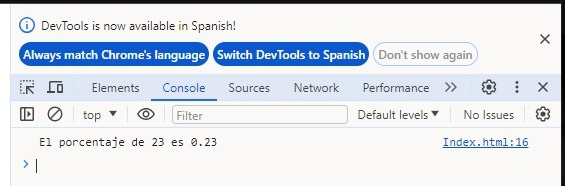 DevTools is now available in Spanish!
Always match Chrome's language Switch DevTools to Spanish Don't show again
Elements Console Sources Network Performance
top Filter Default levels No Issues
El porcentaje de 23 es 0.23 Index.html:16